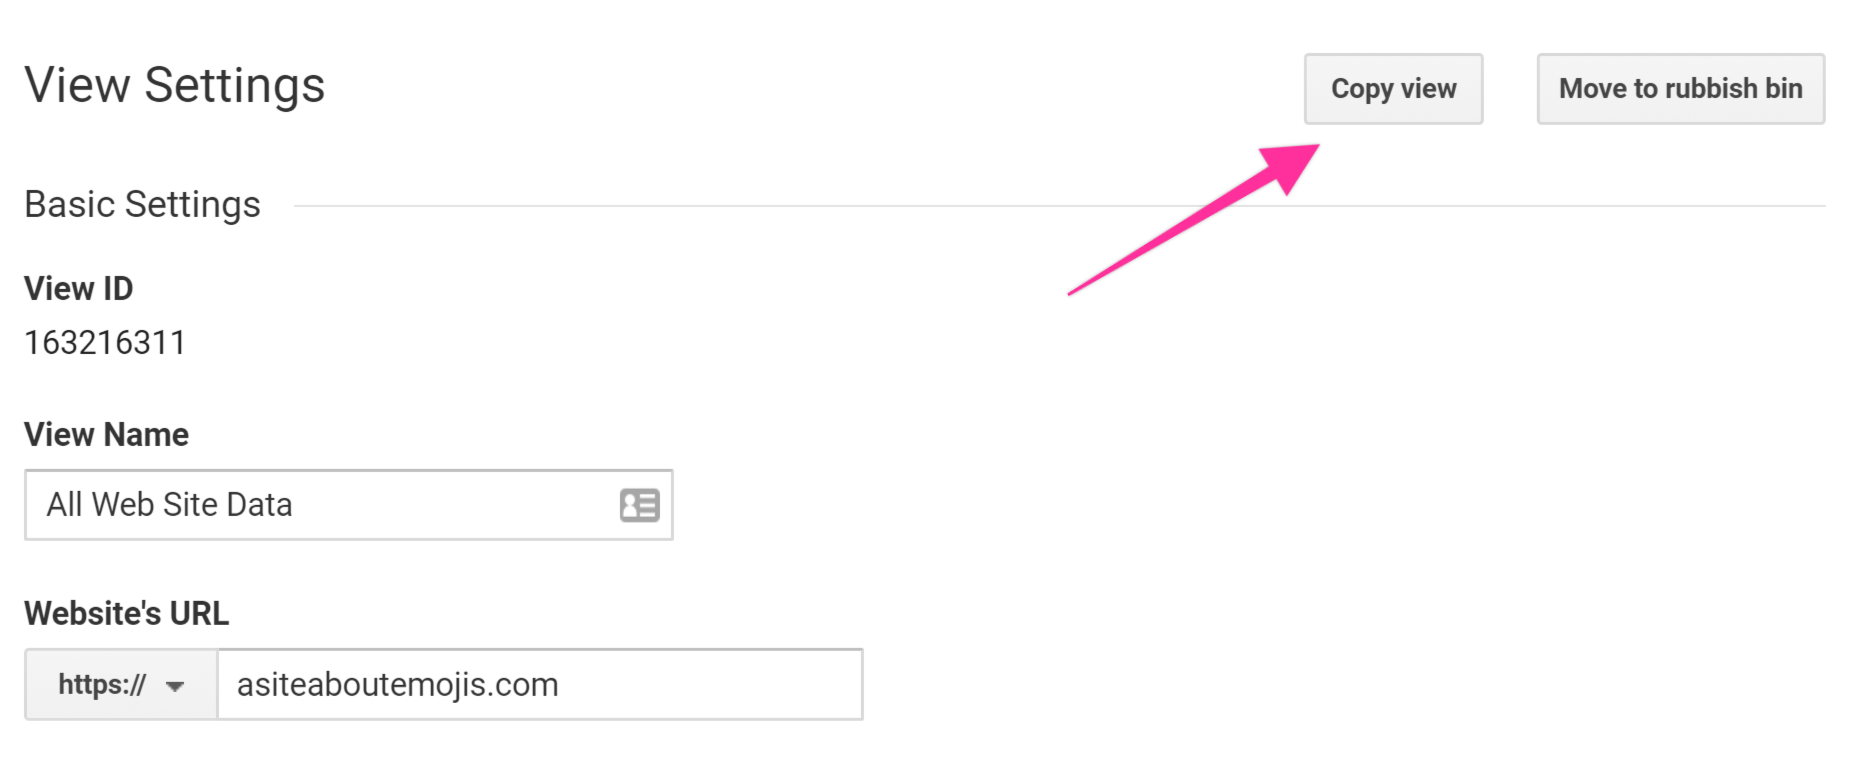 View Settings
Copy view
Move to rubbish bin
Basic Settings
View ID
163216311
View Name
All Web Site Data
Website's URL
https://
asiteaboutemojis.com